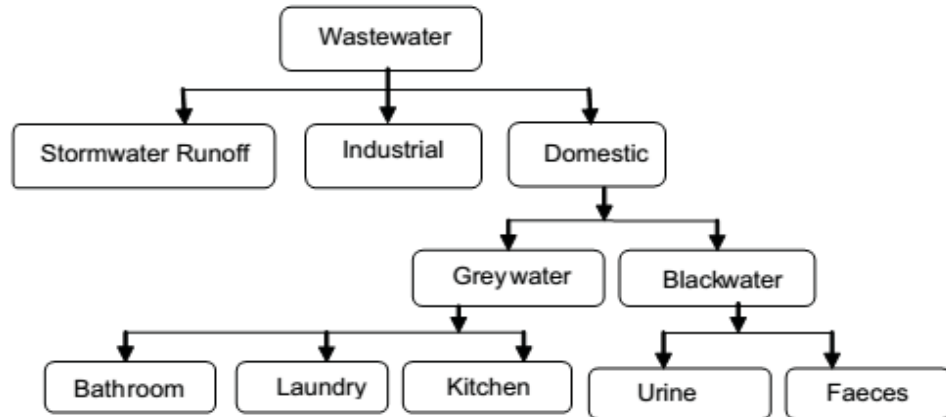 Wastewater
Stormwater Runoff
Industrial
Domestic
Greywater
Blackwater
Bathroom
Laundry
Kitchen
Urine
Faeces